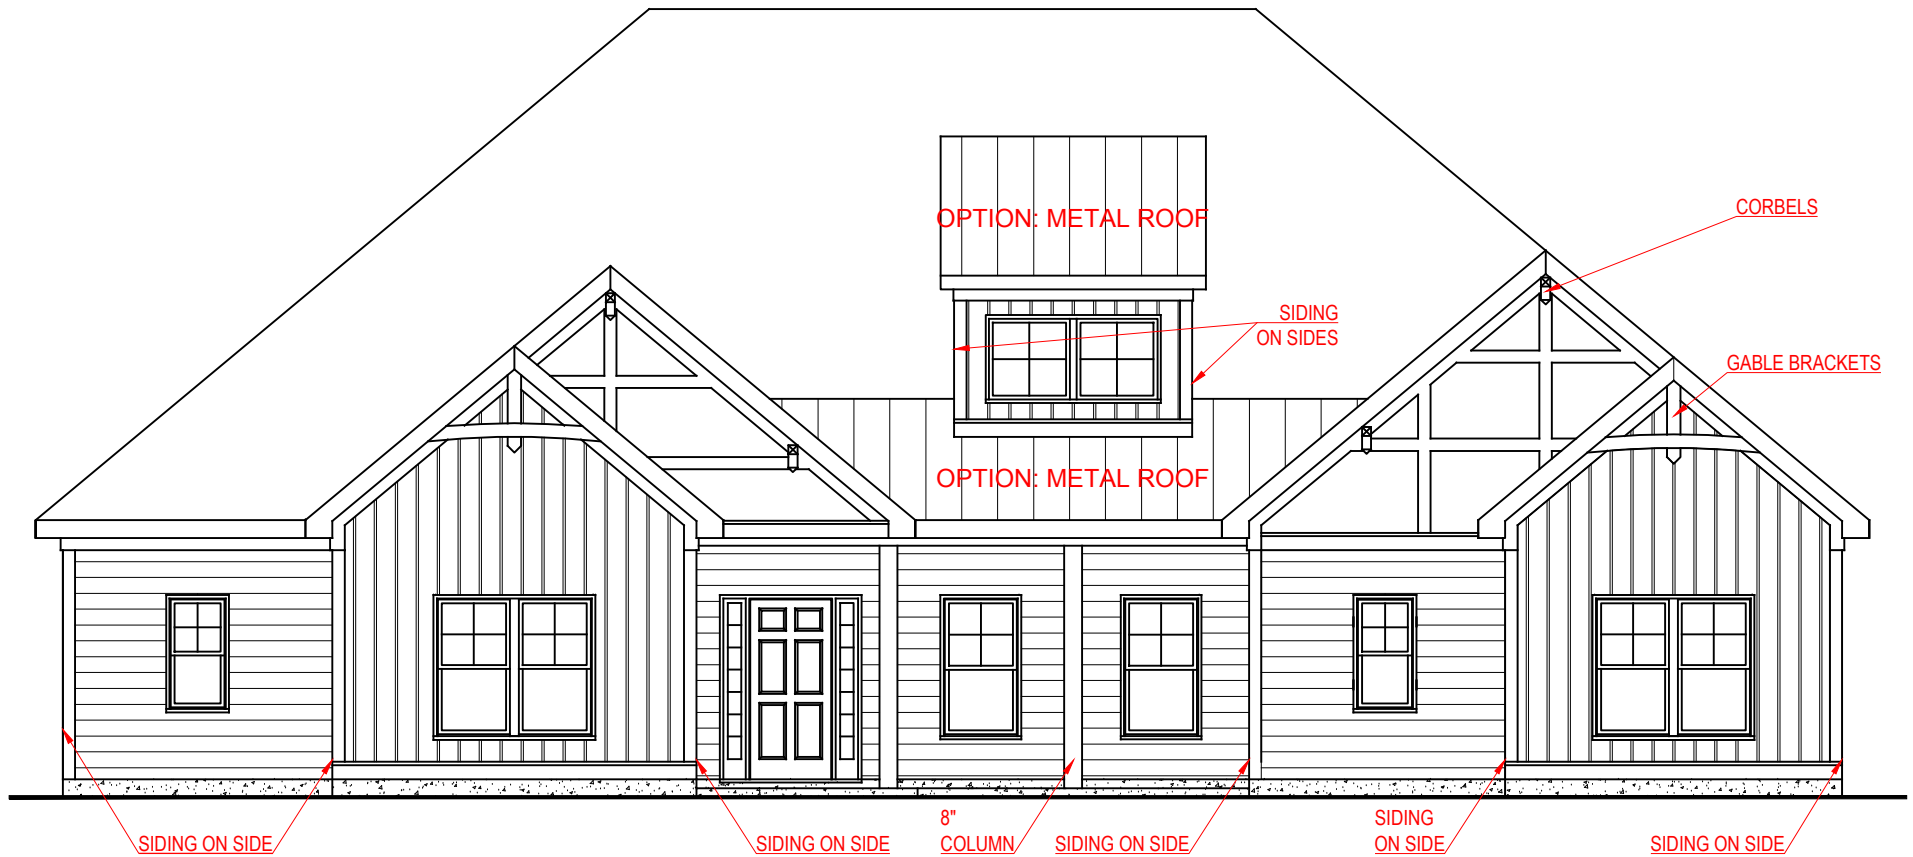 CORBELS
OPTION: METAL ROOF
SIDING
ON SIDES
GABLE BRACKETS
OPTION: METAL ROOF
SIDING ON SIDE
SIDING ON SIDE
8"
COLUMN
SIDING ON SIDE
SIDING
ON SIDE
SIDING ON SIDE